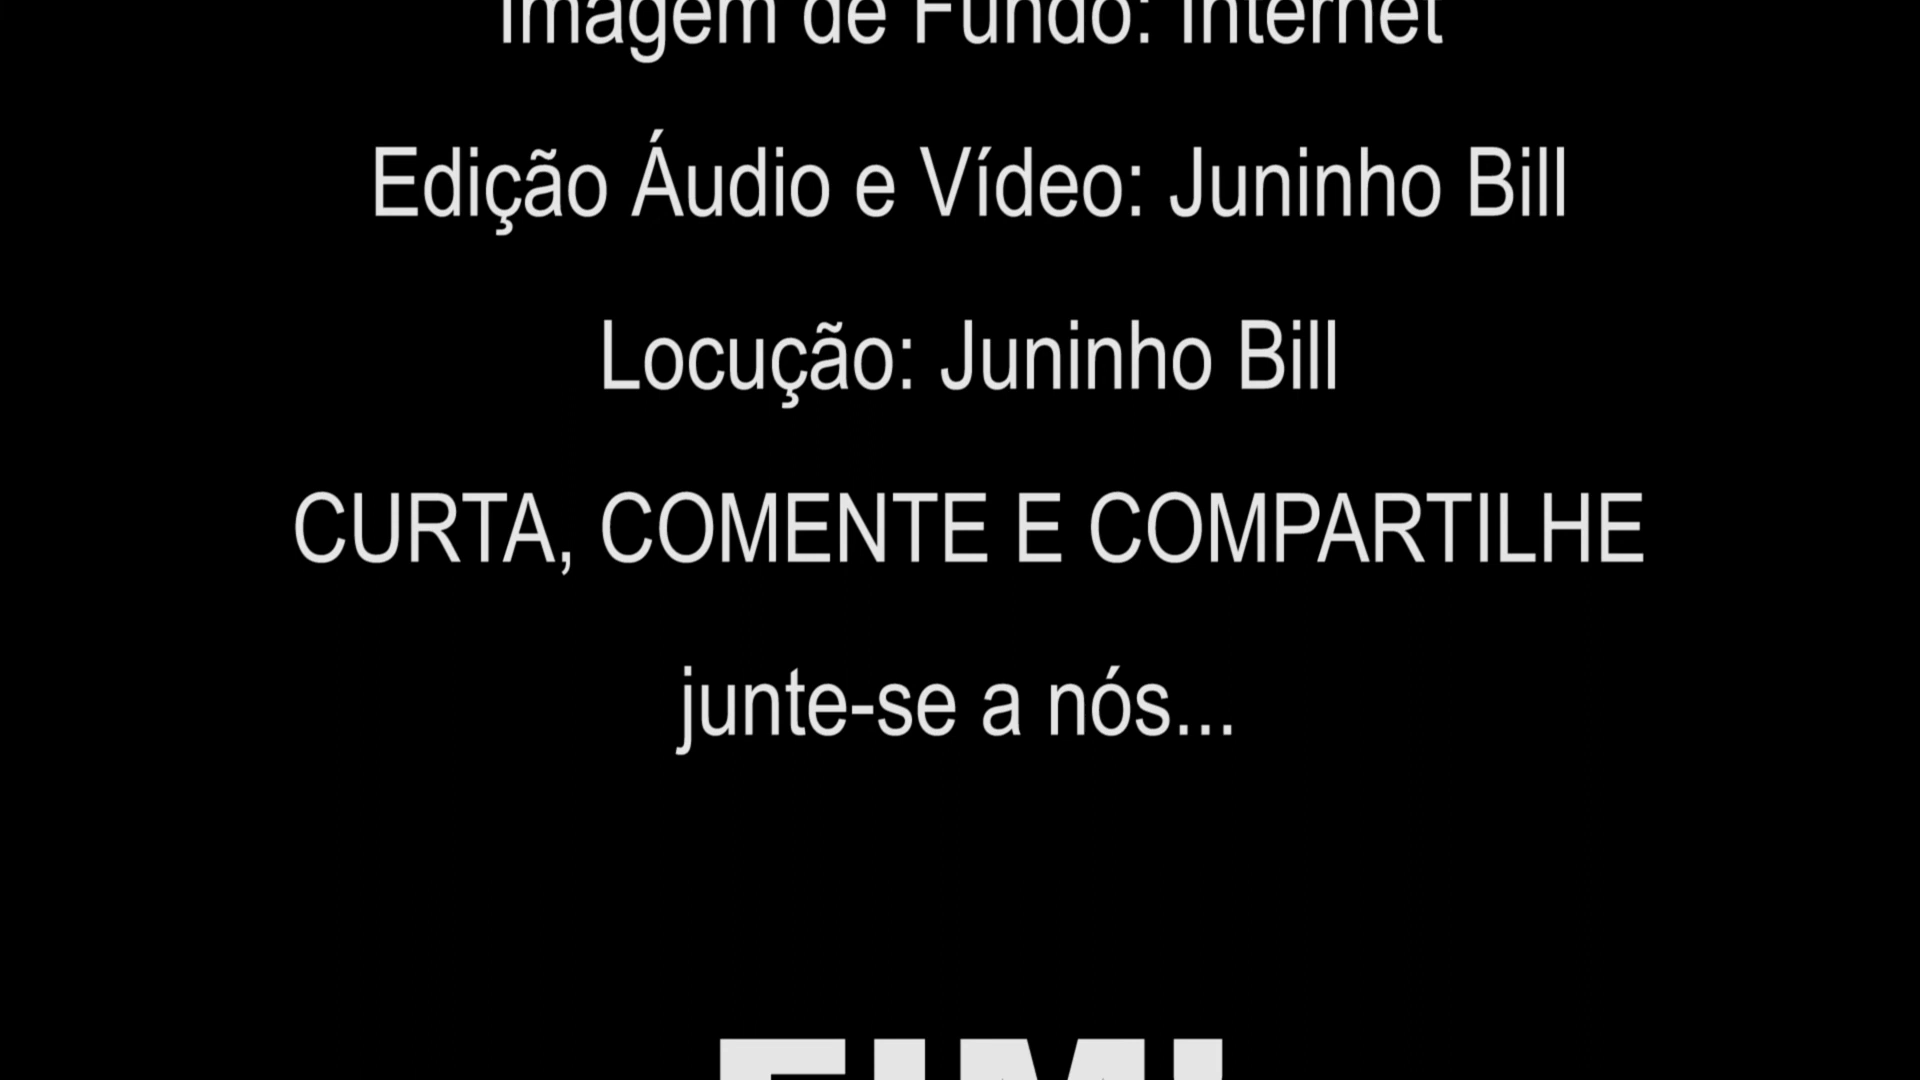 Imagem de Fundo: Internet
Edição Áudio e Vídeo: Juninho Bill
Locução: Juninho Bill
CURTA, COMENTE E COMPARTILHE
junte-se a nós...